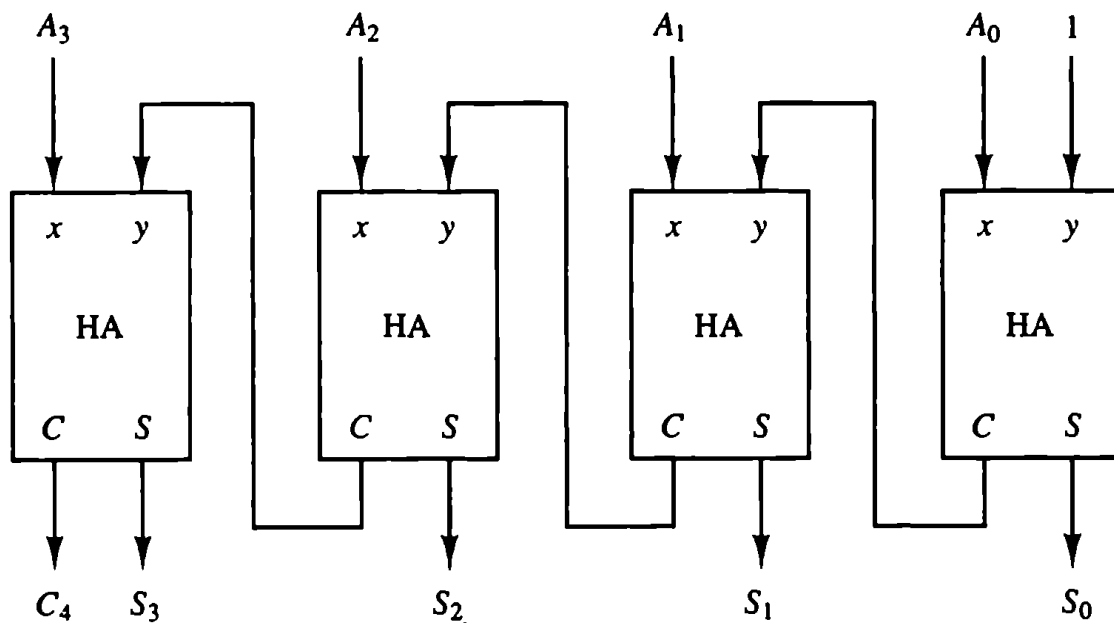 A₃ A₂ A₁ A₀ 1
x y x y x y x y
HA HA HA HA
C S C S C S C S
C₄ S₃ S₂ S₁ S₀